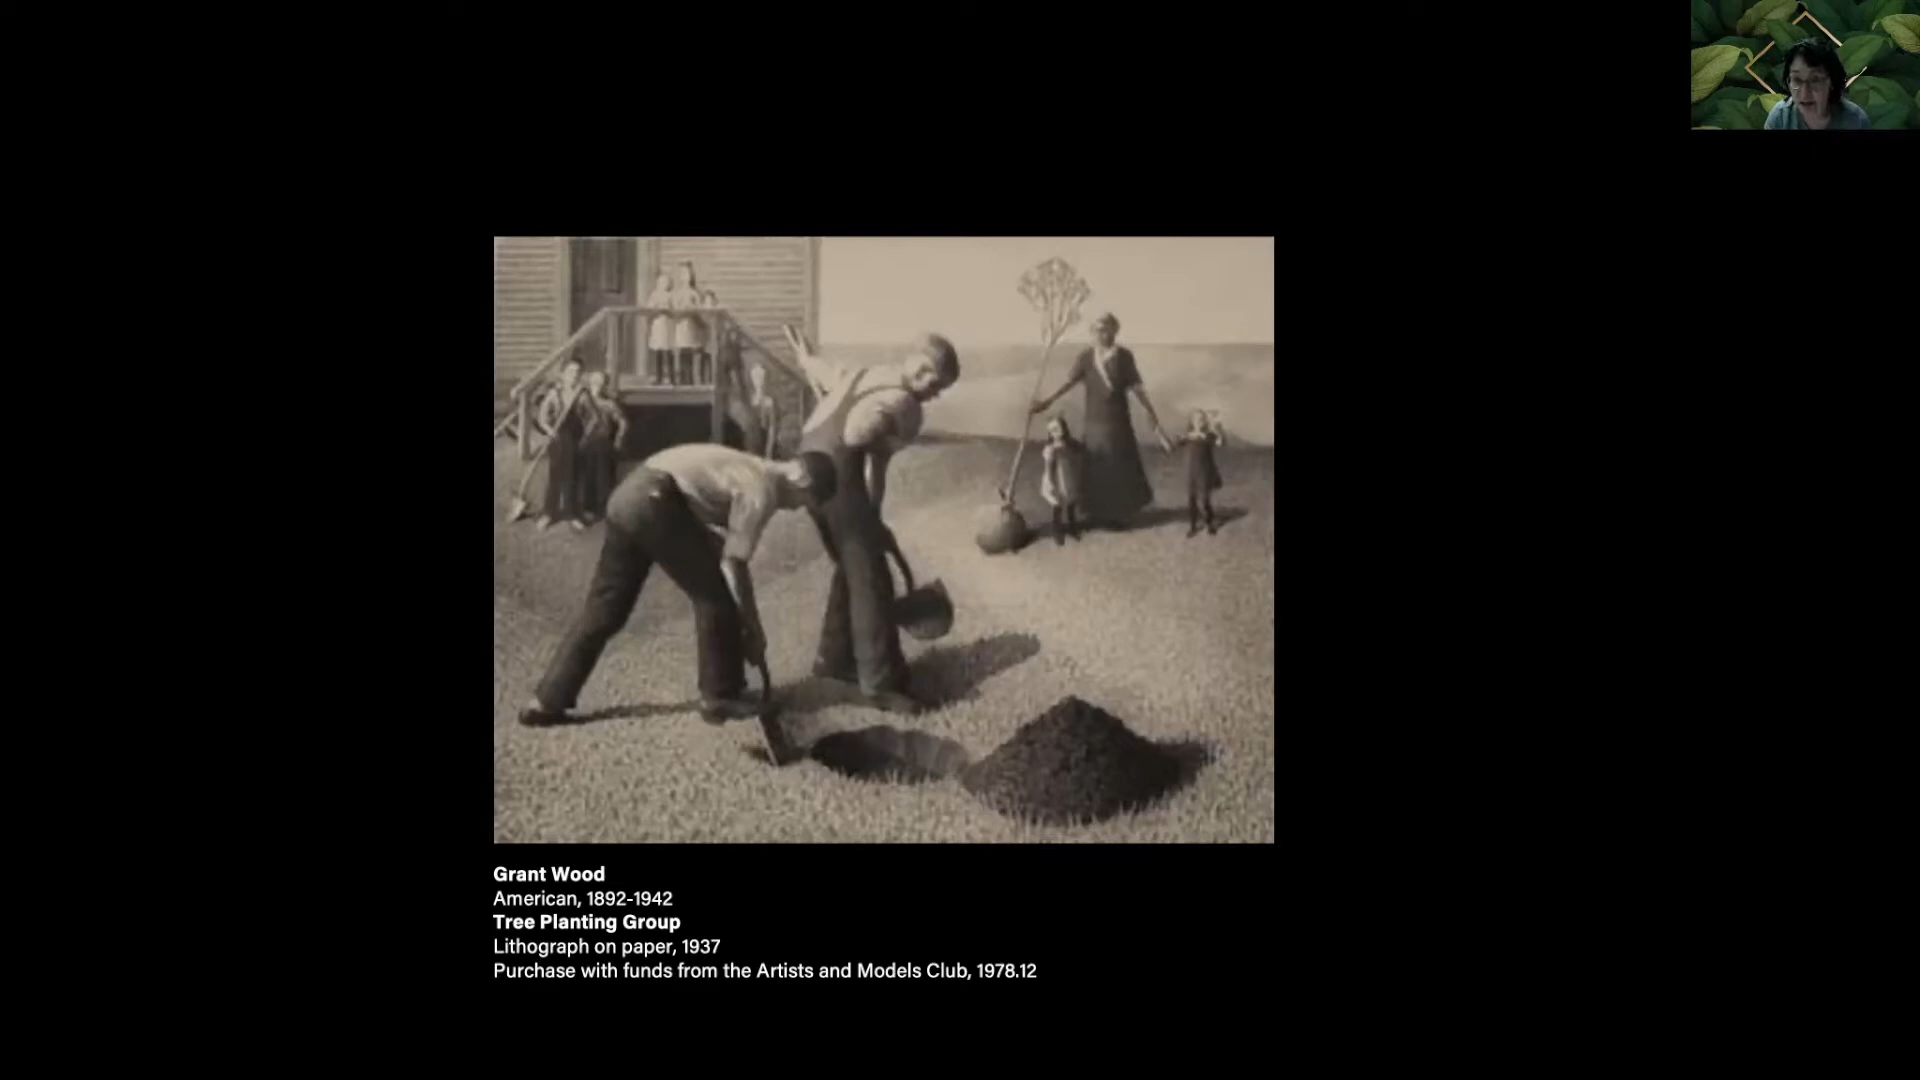 Grant Wood
American, 1892-1942
Tree Planting Group
Lithograph on paper, 1937
Purchase with funds from the Artists and Models Club, 1978.12